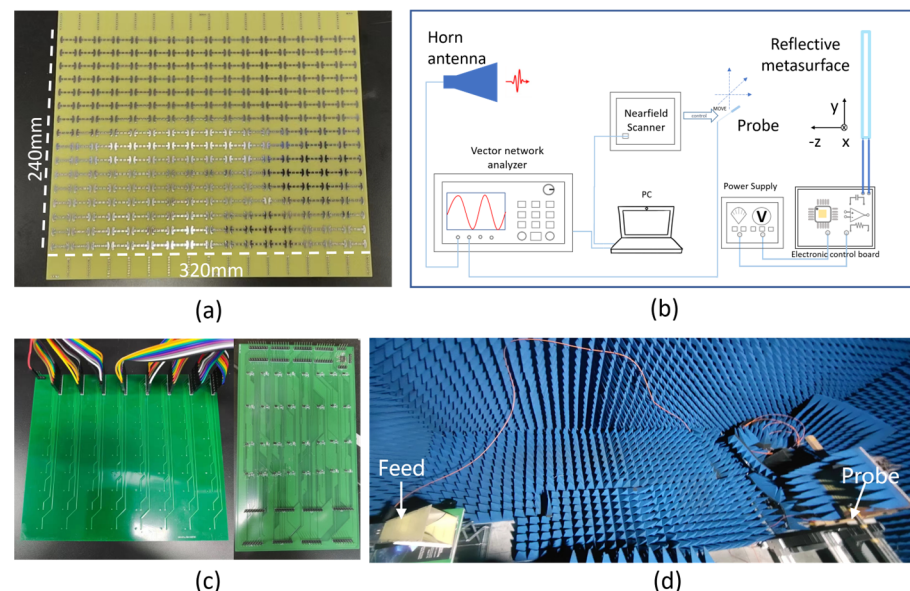 240mm
320mm
(a)
Horn
antenna
Nearfield
Scanner
control
MOVE
Probe
Reflective
metasurface
y
-z
x
Vector network
analyzer
PC
Power Supply
V
Electronic control board
(b)
(c)
Feed
Probe
(d)